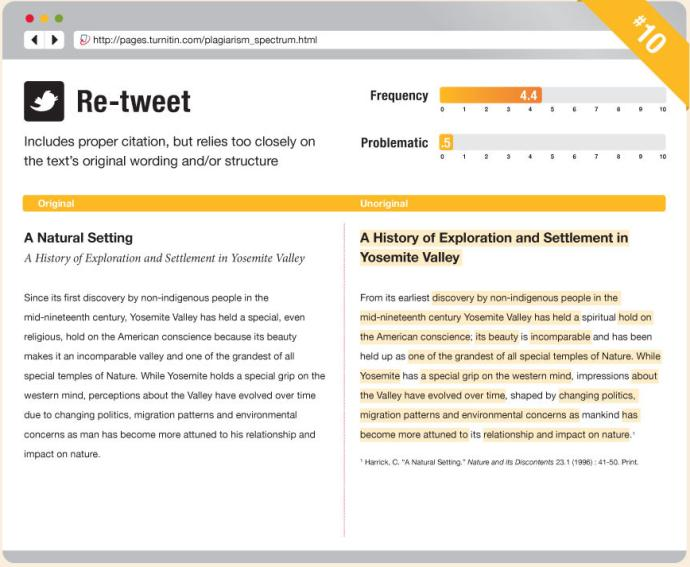 #10
http://pages.turnitin.com/plagiarism_spectrum.html
Re-tweet
Includes proper citation, but relies too closely on
the text's original wording and/or structure
Frequency 4.4
0 1 2 3 4 5 6 7 8 9 10
Problematic .5
0 1 2 3 4 5 6 7 8 9 10
Original
Unoriginal
A Natural Setting
A History of Exploration and Settlement in Yosemite Valley
Since its first discovery by non-indigenous people in the
mid-nineteenth century, Yosemite Valley has held a special, even
religious, hold on the American conscience because its beauty
makes it an incomparable valley and one of the grandest of all
special temples of Nature. While Yosemite holds a special grip on the
western mind, perceptions about the Valley have evolved over time
due to changing politics, migration patterns and environmental
concerns as man has become more attuned to his relationship and
impact on nature.
A History of Exploration and Settlement in
Yosemite Valley
From its earliest discovery by non-indigenous people in the
mid-nineteenth century Yosemite Valley has held a spiritual hold on
the American conscience; its beauty is incomparable and has been
held up as one of the grandest of all special temples of Nature. While
Yosemite has a special grip on the western mind, impressions about
the Valley have evolved over time, shaped by changing politics,
migration patterns and environmental concerns as mankind has
become more attuned to its relationship and impact on nature.¹
¹ Harrick, C. "A Natural Setting." Nature and its Discontents 23.1 (1996) : 41-50. Print.